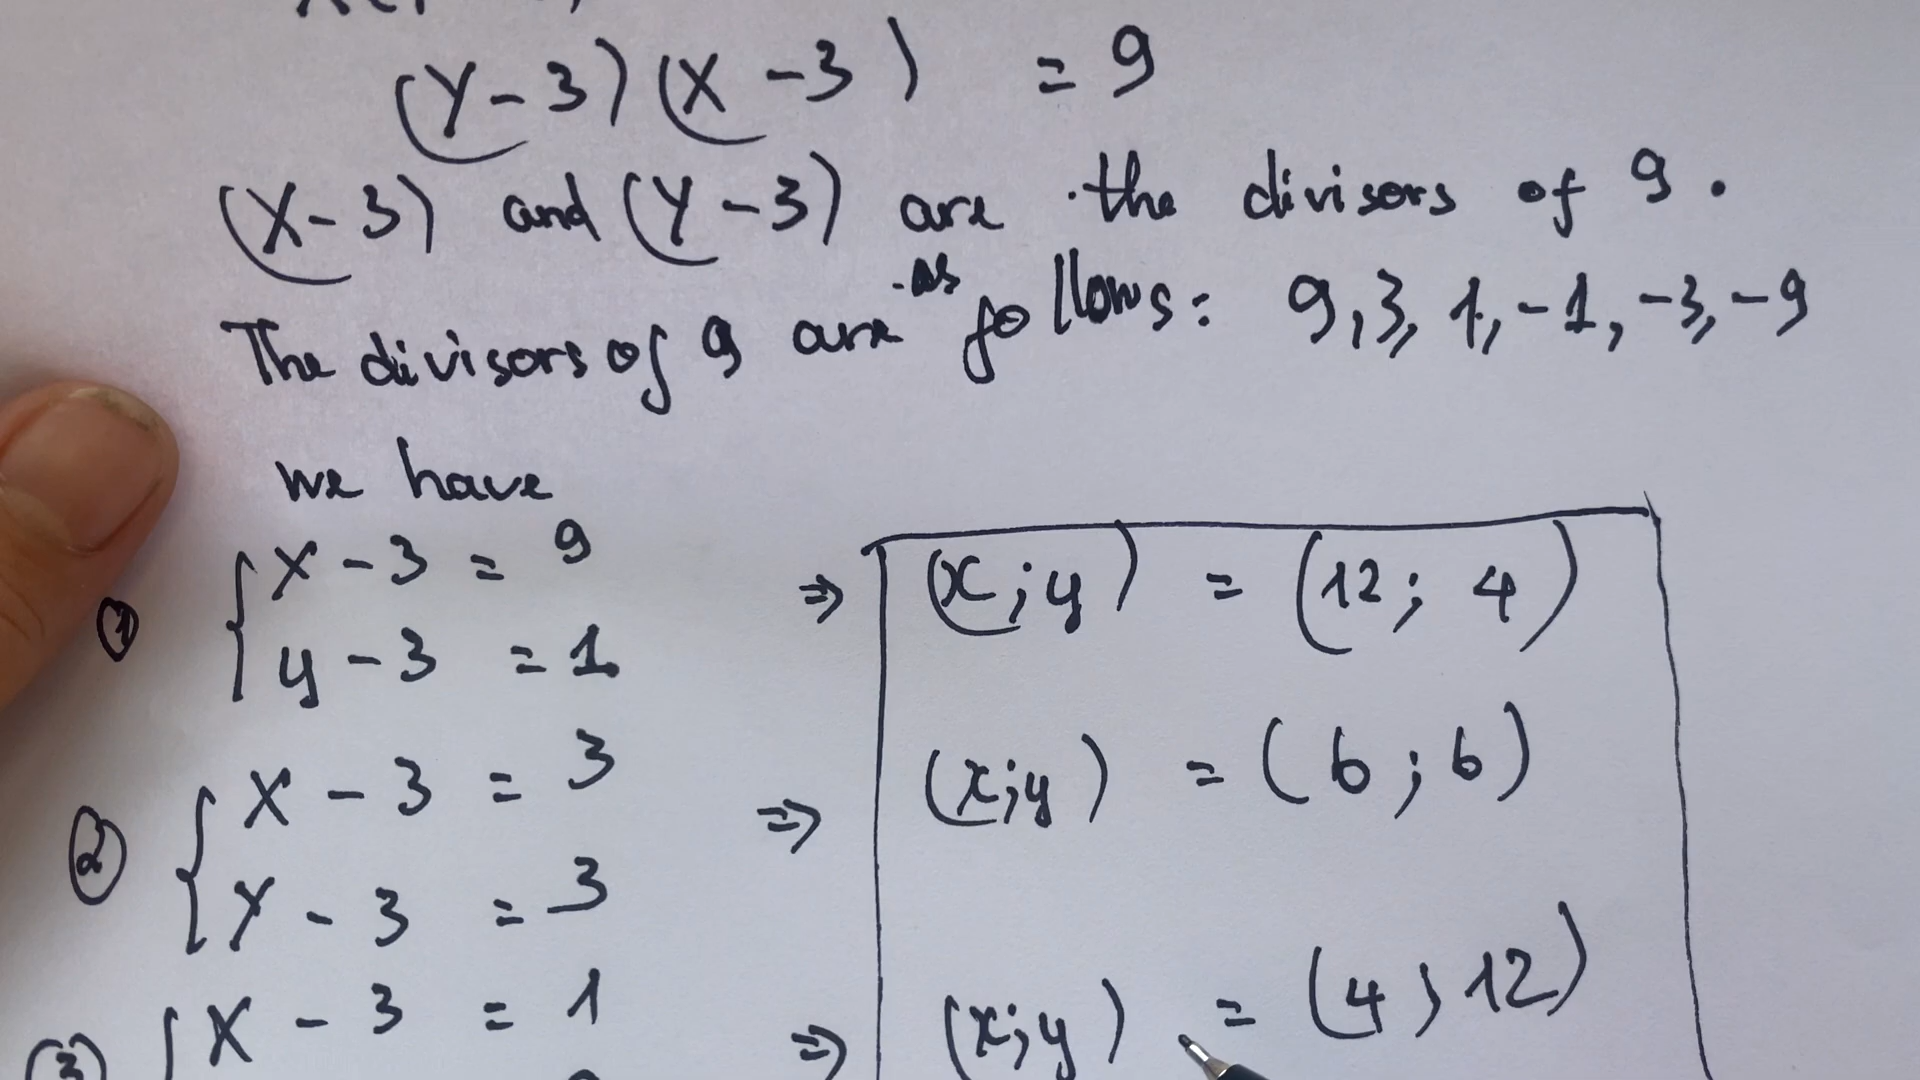 (Y-3)(X-3) = 9
(X-3) and (Y-3) are the divisors of 9.
The divisors of 9 are as follows: 9,3,1,-1,-3,-9
we have
① { X-3 = 9
y-3 = 1 ⇒ (x;y) = (12; 4)
② { X-3 = 3
Y-3 = 3 ⇒ (x;y) = (6;6)
③ { X-3 = 1 ⇒ (x;y) = (4;12)